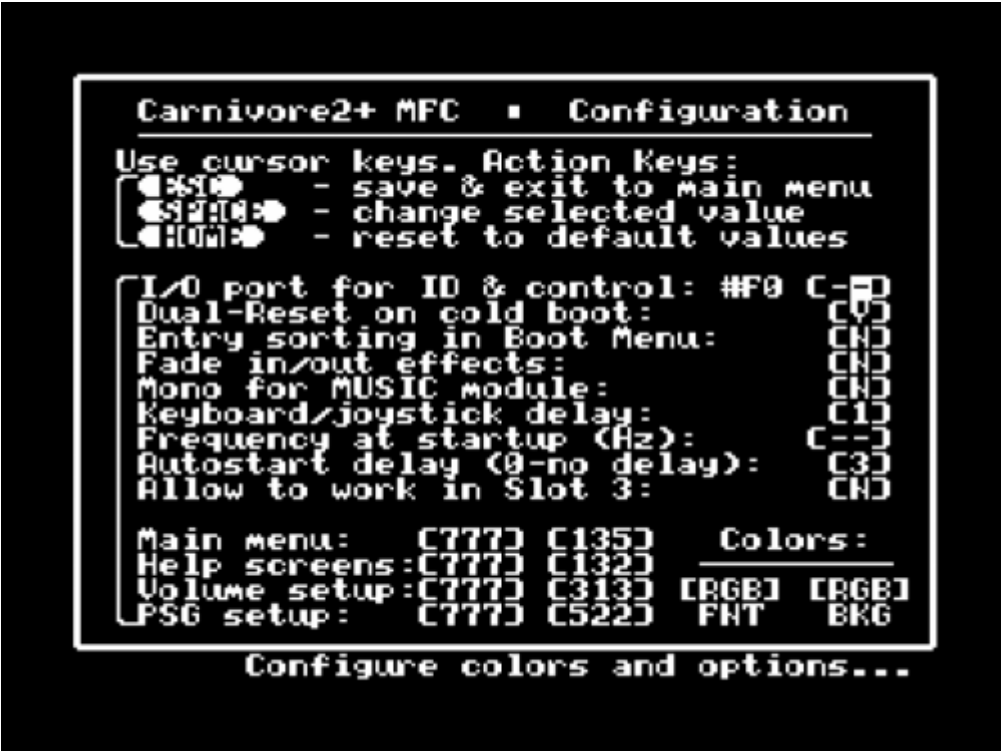 Carnivore2+ MFC ▪ Configuration
Use cursor keys. Action Keys:
ESC - save & exit to main menu
SPACE - change selected value
HOME - reset to default values
I/O port for ID & control: #F0 [--]
Dual-Reset on cold boot: [Y]
Entry sorting in Boot Menu: [N]
Fade in/out effects: [N]
Mono for MUSIC module: [N]
Keyboard/joystick delay: [1]
Frequency at startup (Hz): [--]
Autostart delay (0-no delay): [3]
Allow to work in Slot 3: [N]
Main menu: [777] [135] Colors:
Help screens:[777] [132]
Volume setup:[777] [313] [RGB] [RGB]
PSG setup: [777] [522] FNT BKG
Configure colors and options...